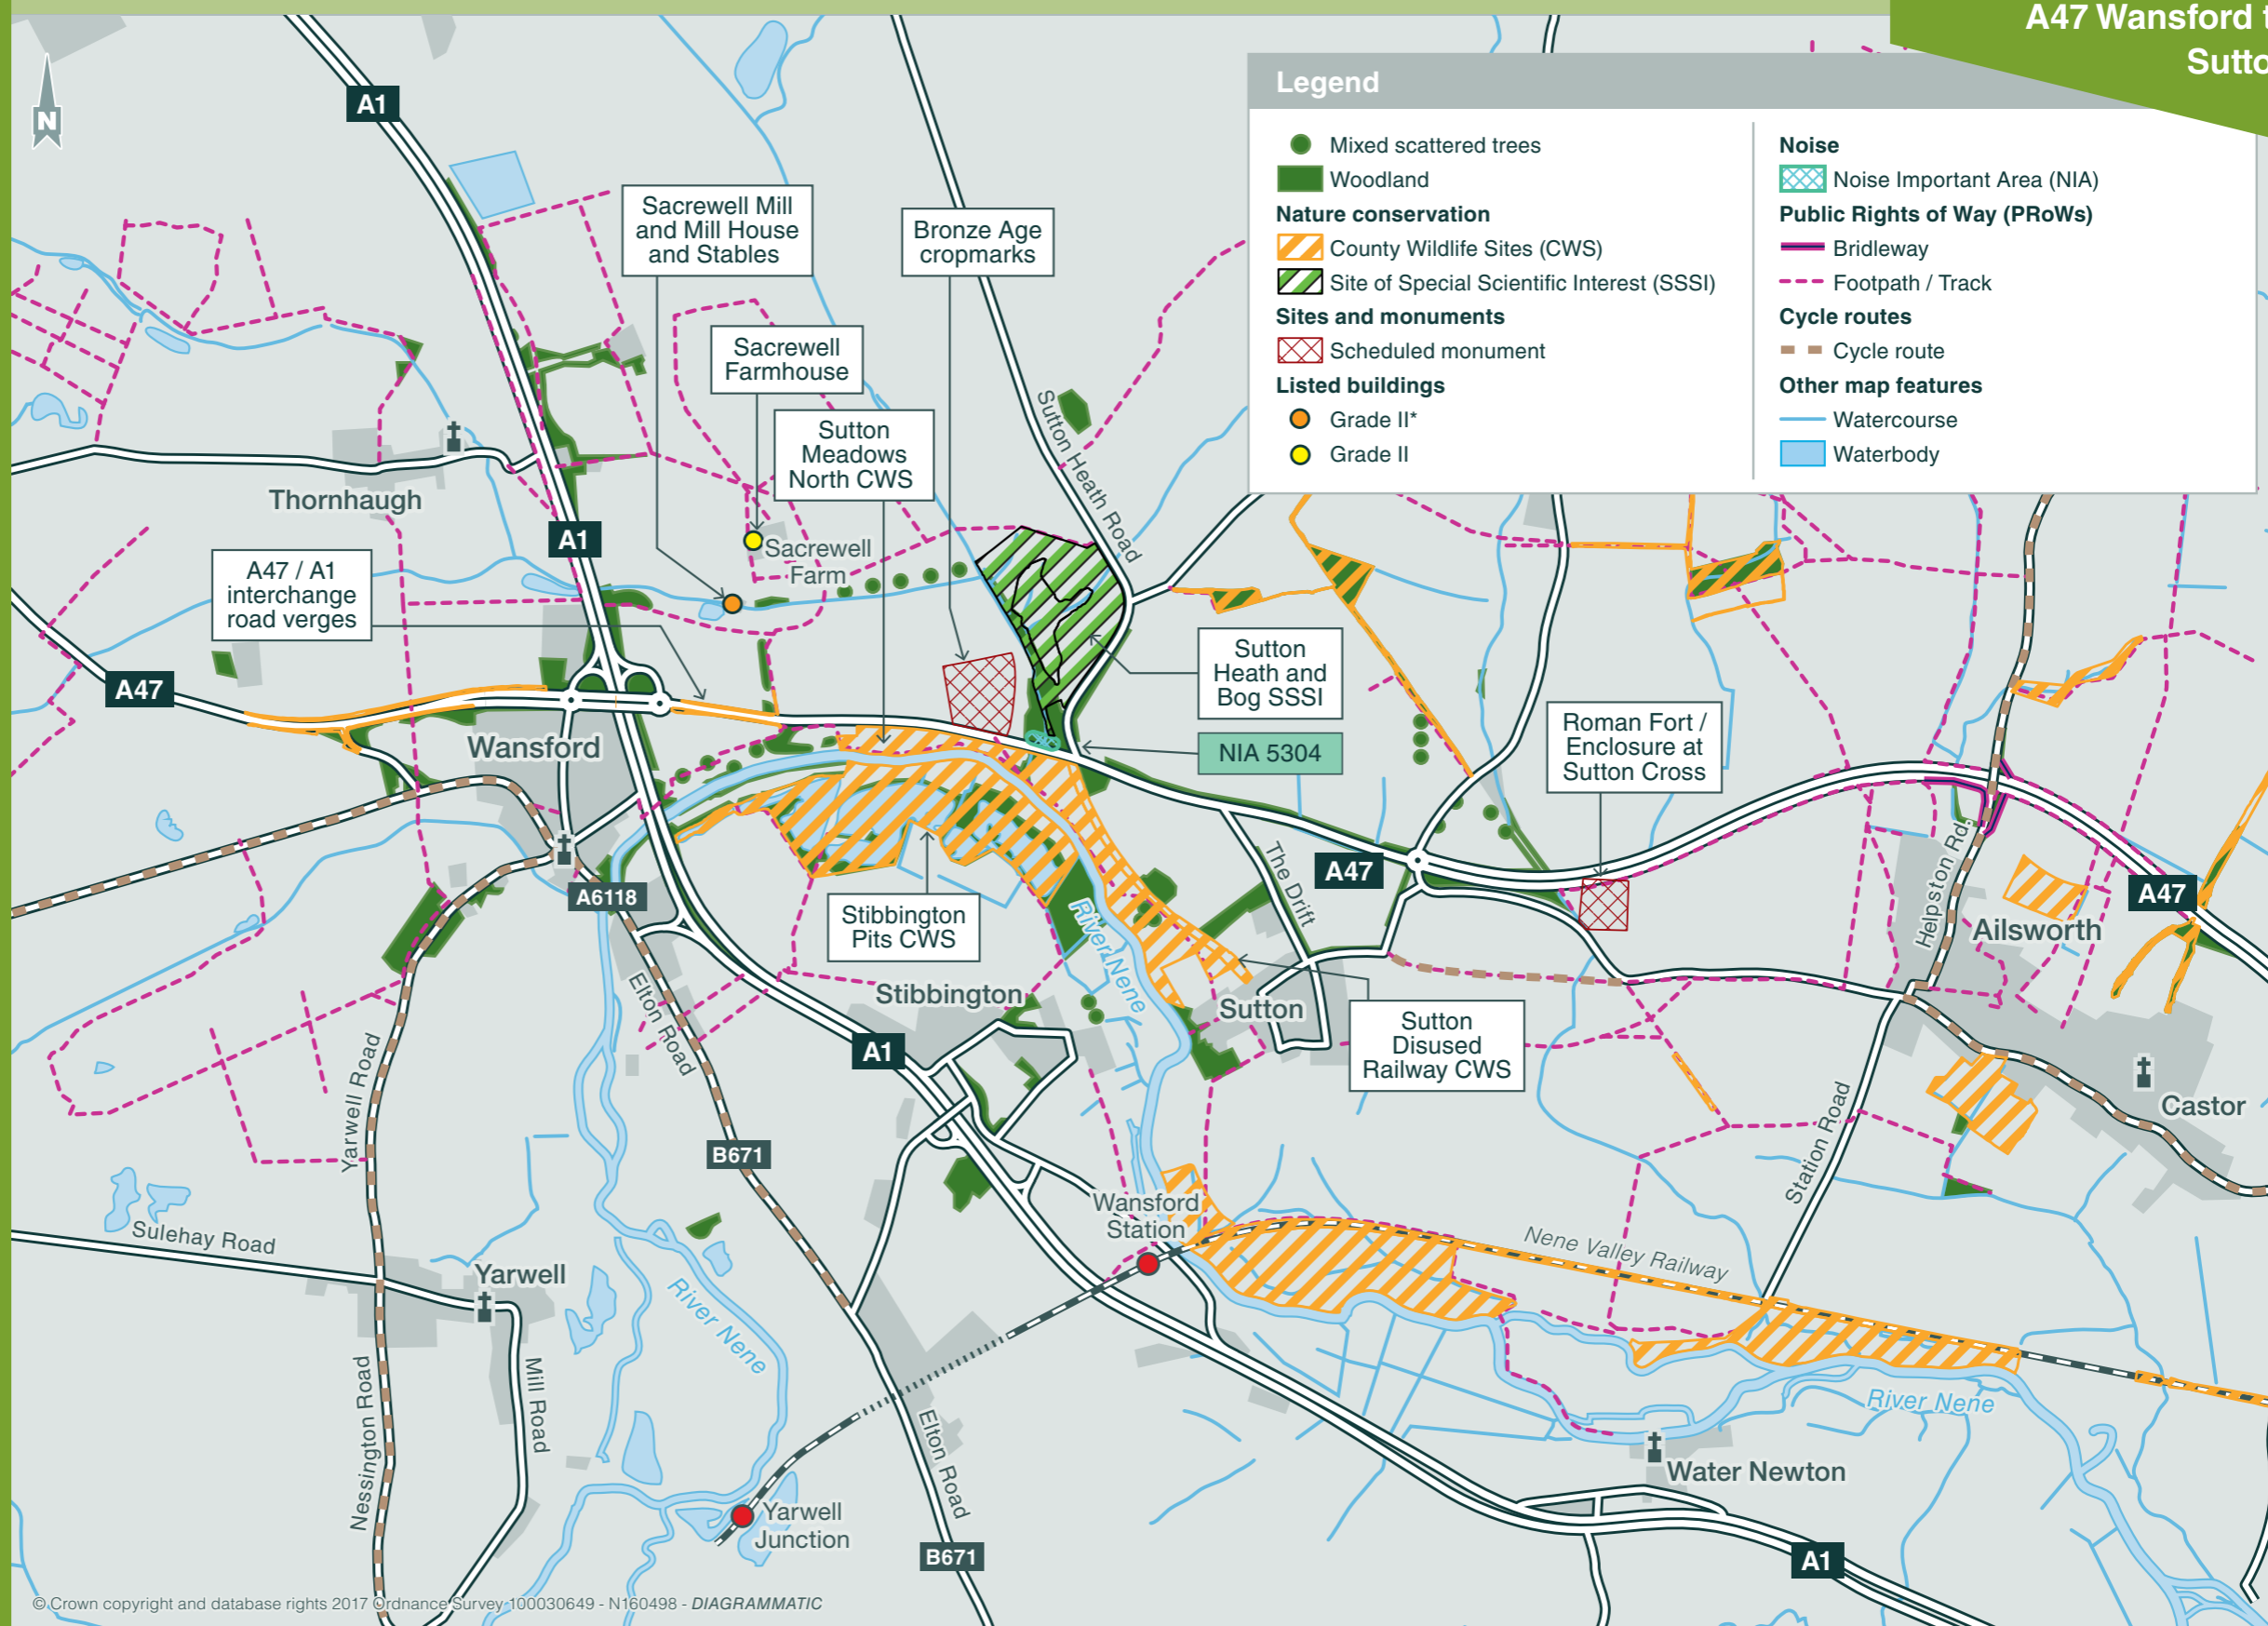 A47 Wansford
Sutto
Legend
Mixed scattered trees
Woodland
Nature conservation
County Wildlife Sites (CWS)
Site of Special Scientific Interest (SSSI)
Sites and monuments
Scheduled monument
Listed buildings
Grade II*
Grade II
Noise
Noise Important Area (NIA)
Public Rights of Way (PRoWs)
Bridleway
Footpath / Track
Cycle routes
Cycle route
Other map features
Watercourse
Waterbody
N
A1
Sacrewell Mill
and Mill House
and Stables
Bronze Age
cropmarks
Sacrewell
Farmhouse
Sutton
Meadows
North CWS
Sutton Heath Road
Thornhaugh
A1
Sacrewell
Farm
A47 / A1
interchange
road verges
Sutton
Heath and
Bog SSSI
A47
Wansford
NIA 5304
Roman Fort /
Enclosure at
Sutton Cross
The Drift
A47
Helpston Rd.
A47
A6118
Stibbington
Pits CWS
River Nene
Ailsworth
Elton Road
Stibbington
Sutton
A1
Sutton
Disused
Railway CWS
Yarwell Road
Station Road
Castor
B671
Wansford
Station
Sulehay Road
Nene Valley Railway
Yarwell
River Nene
Nessington Road
Mill Road
Elton Road
River Nene
Water Newton
Yarwell
Junction
B671
A1
© Crown copyright and database rights 2017 Ordnance Survey 100030649 - N160498 - DIAGRAMMATIC